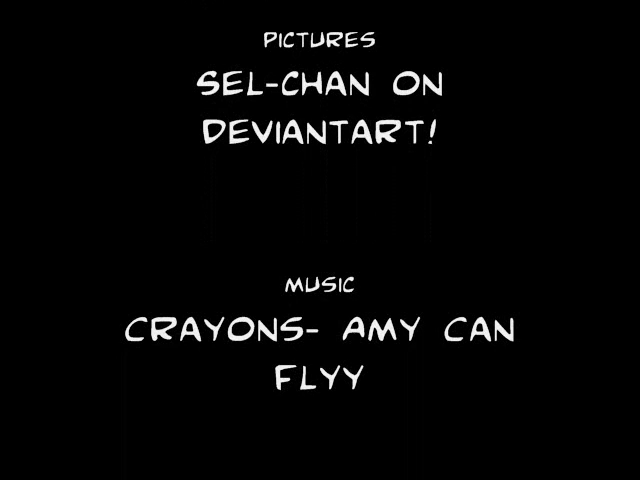 PICTURES
SEL-CHAN ON
DEVIANTART!
MUSIC
CRAYONS- AMY CAN
FLYY